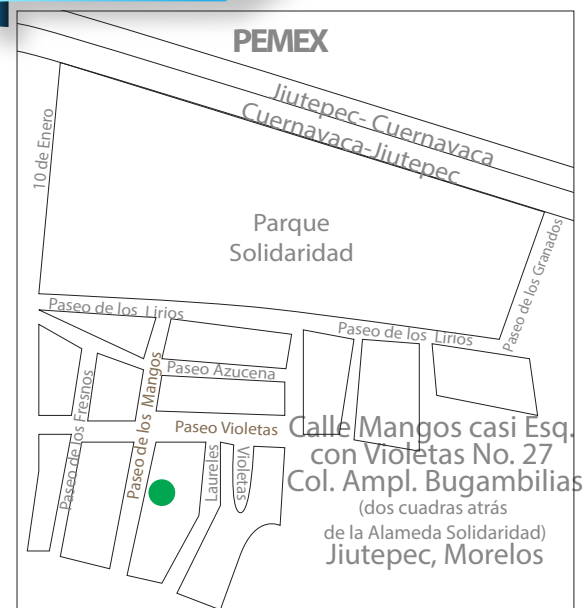 PEMEX
Jiutepec- Cuernavaca
Cuernavaca-Jiutepec
10 de Enero
Parque
Solidaridad
Paseo de los Granados
Paseo de los Lirios
Paseo de los Lirios
Paseo Azucena
Paseo de los Fresnos
Paseo de los Mangos
Paseo Violetas
Laureles
Violetas
Calle Mangos casi Esq.
con Violetas No. 27
Col. Ampl. Bugambilias
(dos cuadras atrás
de la Alameda Solidaridad)
Jiutepec, Morelos